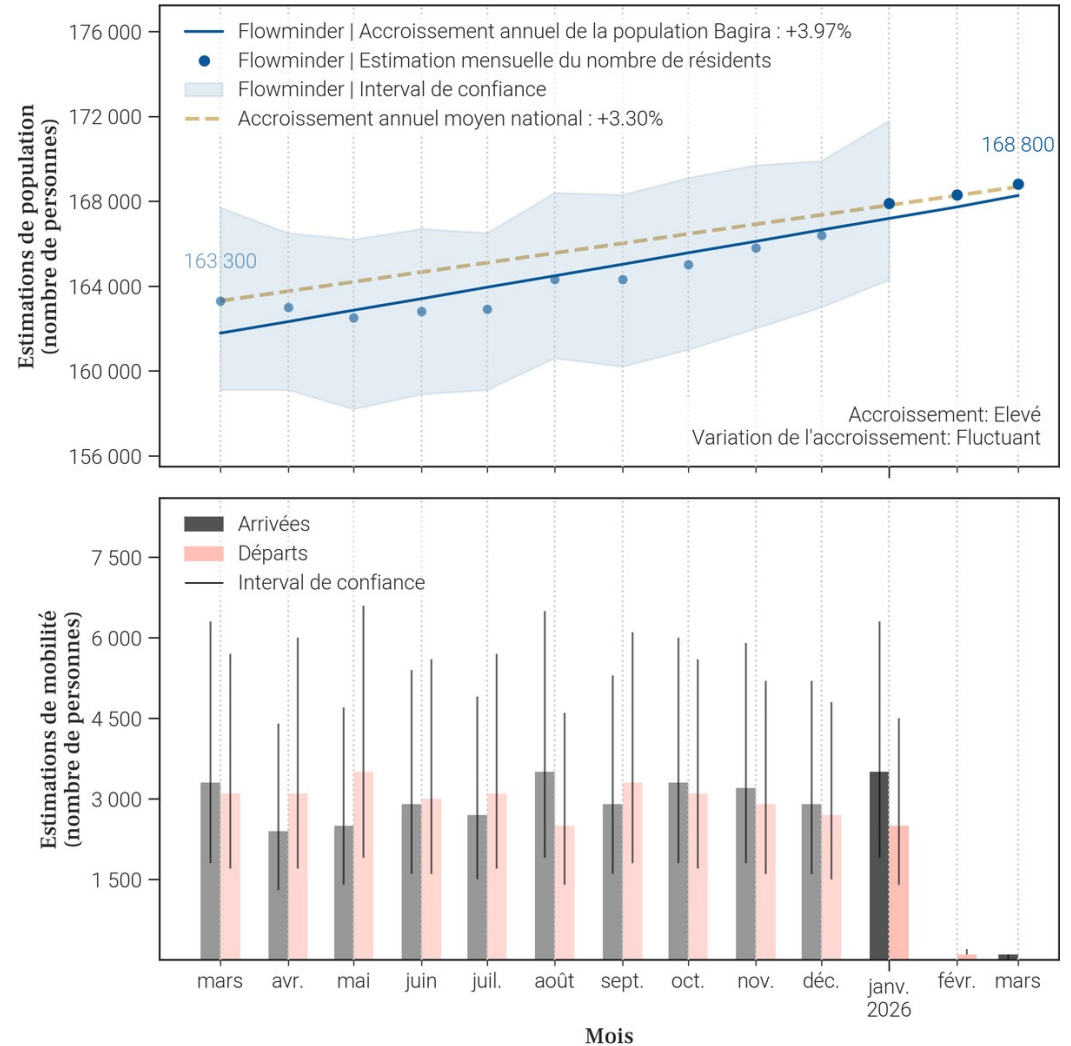 176 000
172 000
168 000
164 000
160 000
156 000
Estimations de population
(nombre de personnes)
Flowminder | Accroissement annuel de la population Bagira : +3.97%
Flowminder | Estimation mensuelle du nombre de résidents
Flowminder | Interval de confiance
Accroissement annuel moyen national : +3.30%
163 300
168 800
Accroissement: Elevé
Variation de l'accroissement: Fluctuant
7 500
6 000
4 500
3 000
1 500
Estimations de mobilité
(nombre de personnes)
Arrivées
Départs
Interval de confiance
mars avr. mai juin juil. août sept. oct. nov. déc. janv. févr. mars
2026
Mois